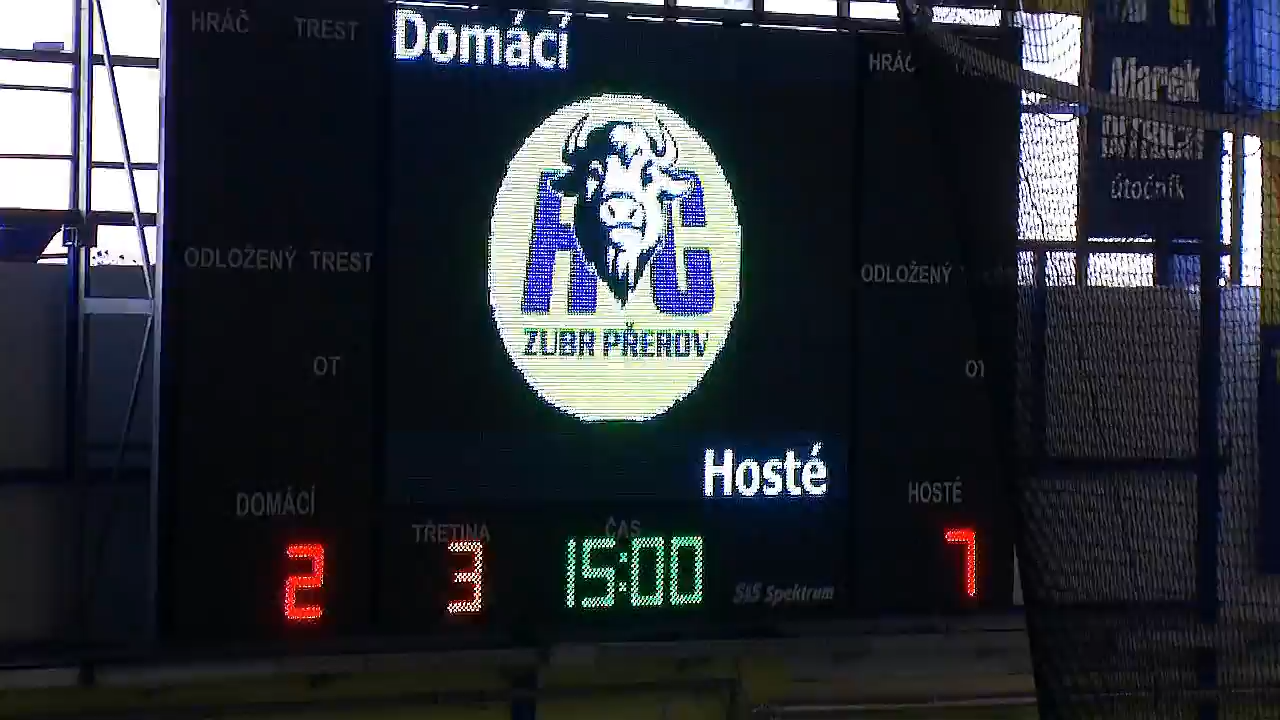 HRÁČ TREST
Domácí
HRÁČ
Marek
útočník
HC
ZUBR PŘEROV
ODLOŽENÝ TREST
ODLOŽENÝ
OT
OT
Hosté
DOMÁCÍ
HOSTÉ
TŘETINA
ČAS
2
3
15:00
7
S&S Spektrum